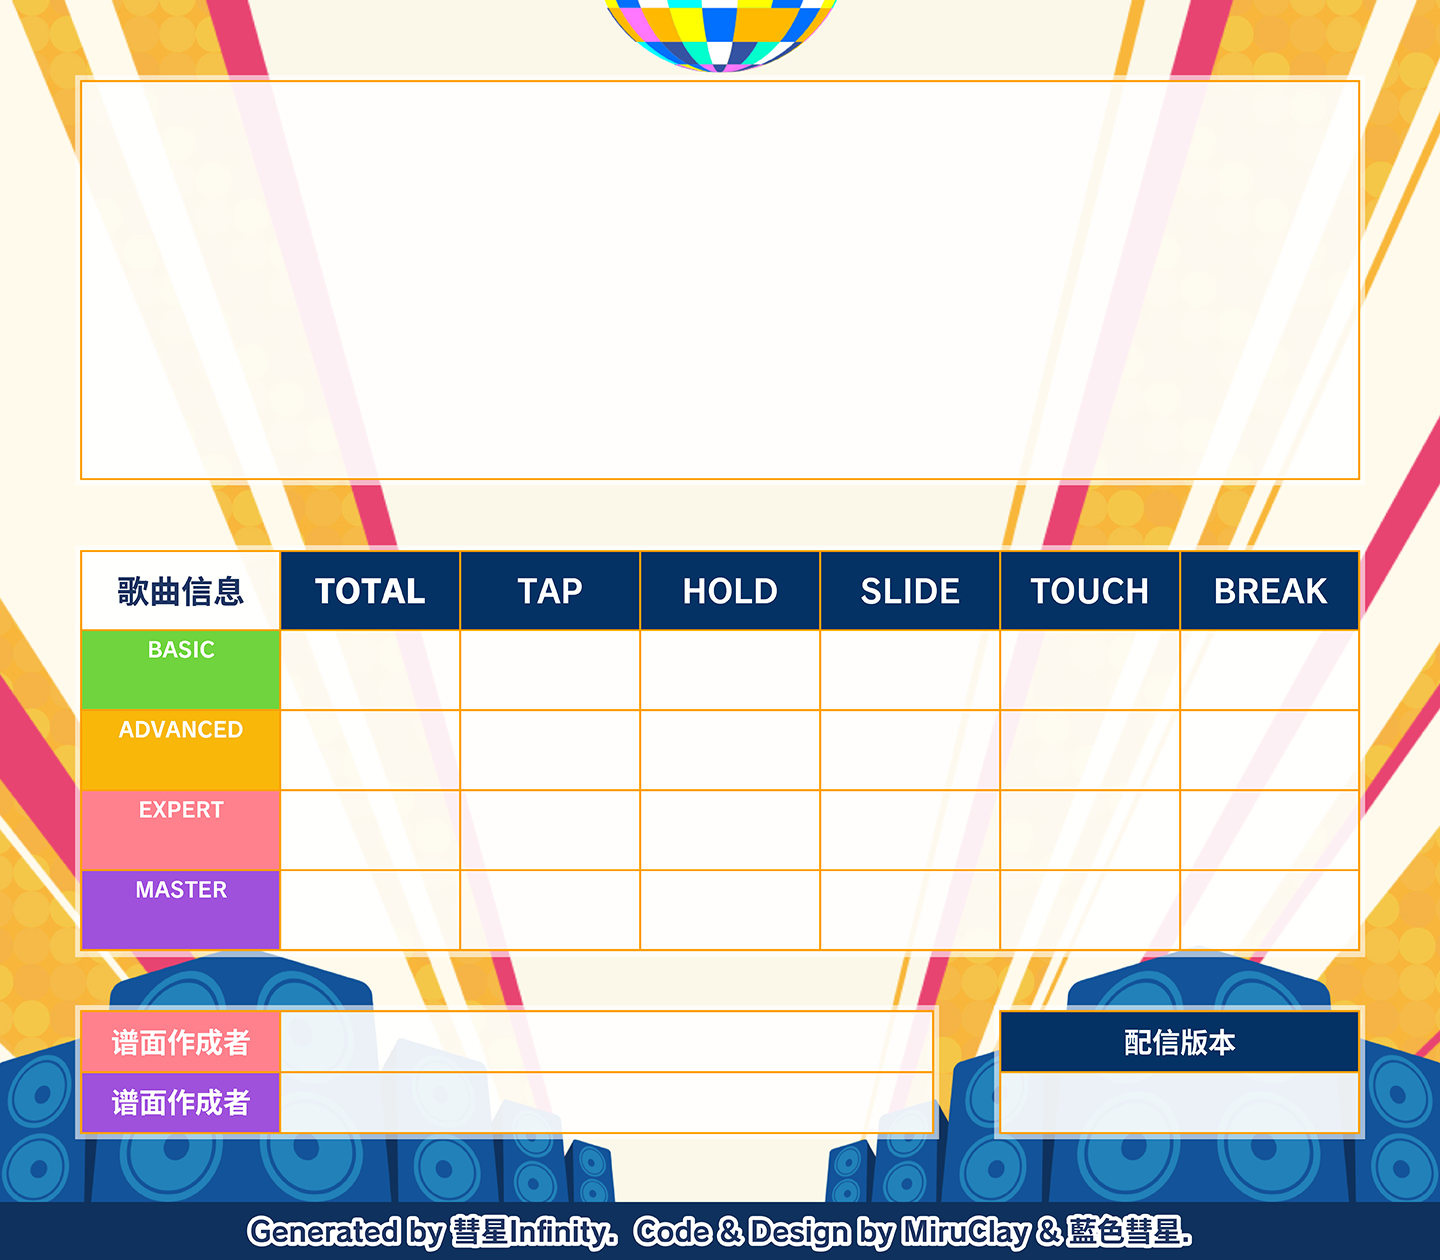 歌曲信息 TOTAL TAP HOLD SLIDE TOUCH BREAK
BASIC
ADVANCED
EXPERT
MASTER
谱面作成者
谱面作成者
配信版本
Generated by 彗星Infinity. Code & Design by MiruClay & 藍色彗星.